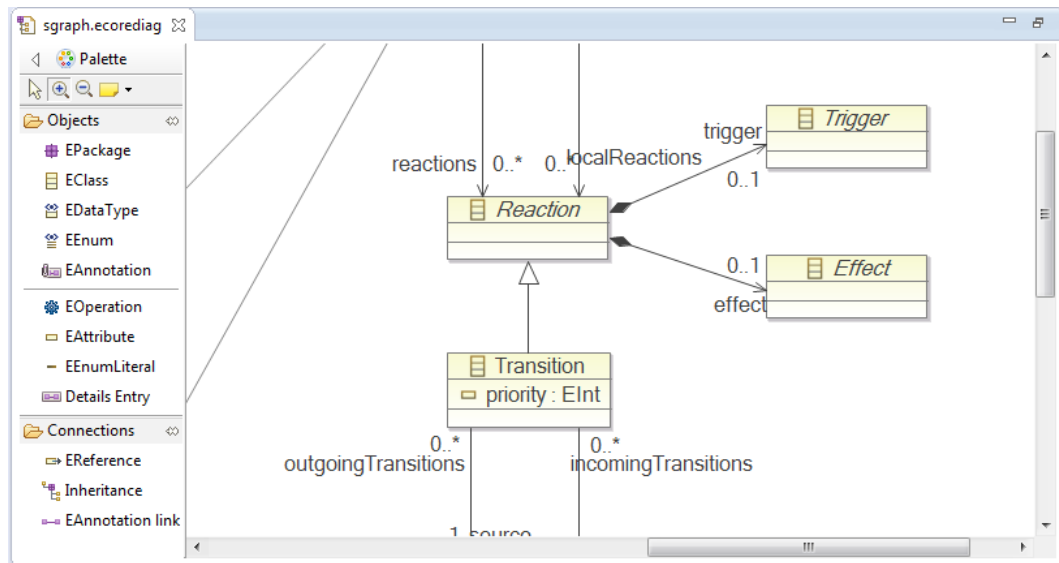 sgraph.ecorediag
Palette
Objects
EPackage
EClass
EDataType
EEnum
EAnnotation
EOperation
EAttribute
EEnumLiteral
Details Entry
Connections
EReference
Inheritance
EAnnotation link
Trigger
trigger
0..1
reactions 0..* 0..* localReactions
Reaction
0..1
effect
Effect
Transition
priority : EInt
0..*
outgoingTransitions
0..*
incomingTransitions
1 source